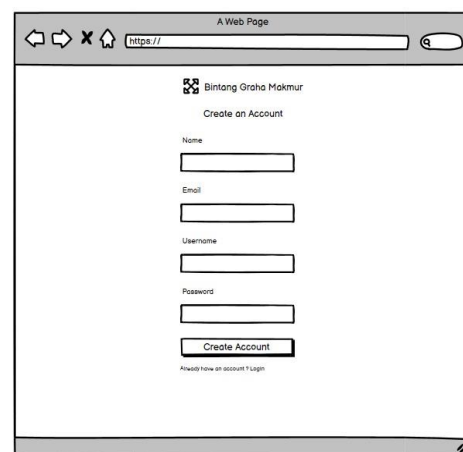 A Web Page
https://
Bintang Graha Makmur
Create an Account
Name
Email
Username
Password
Create Account
Already have an account ? Login